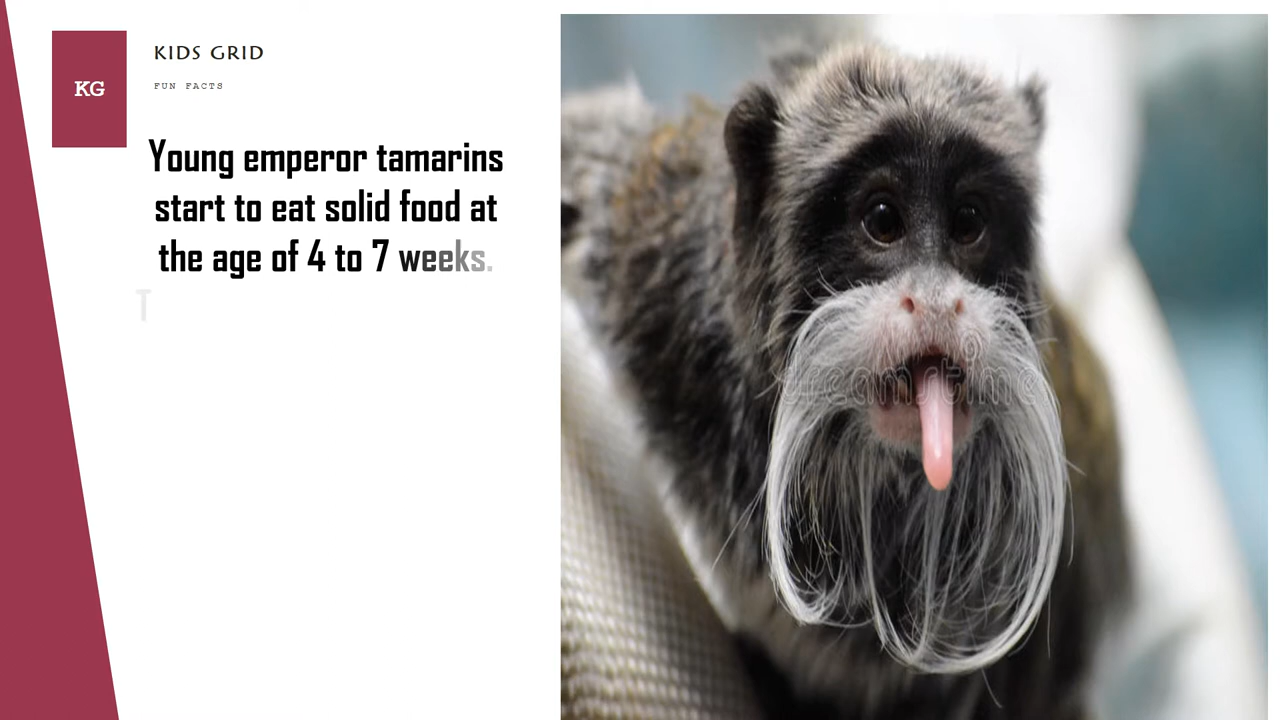 KG
KIDS GRID
FUN FACTS
Young emperor tamarins
start to eat solid food at
the age of 4 to 7 weeks.
T
dreamstime